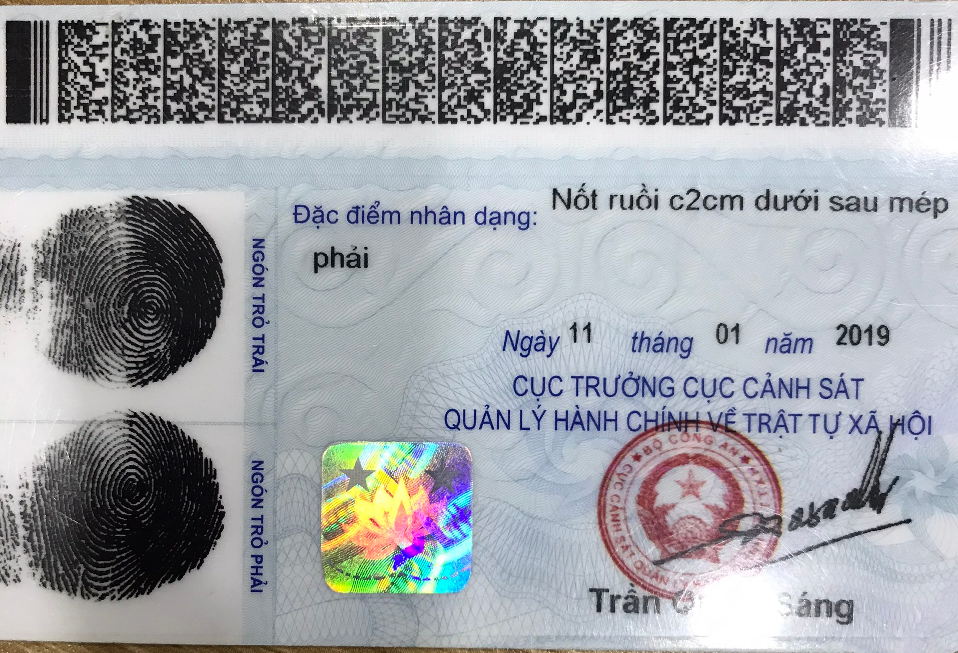 Đặc điểm nhân dạng: Nốt ruồi c2cm dưới sau mép
phải
NGÓN TRỎ TRÁI
Ngày 11 tháng 01 năm 2019
CỤC TRƯỞNG CỤC CẢNH SÁT
QUẢN LÝ HÀNH CHÍNH VỀ TRẬT TỰ XÃ HỘI
BỘ CÔNG AN
NGÓN TRỎ PHẢI
Trần Sáng